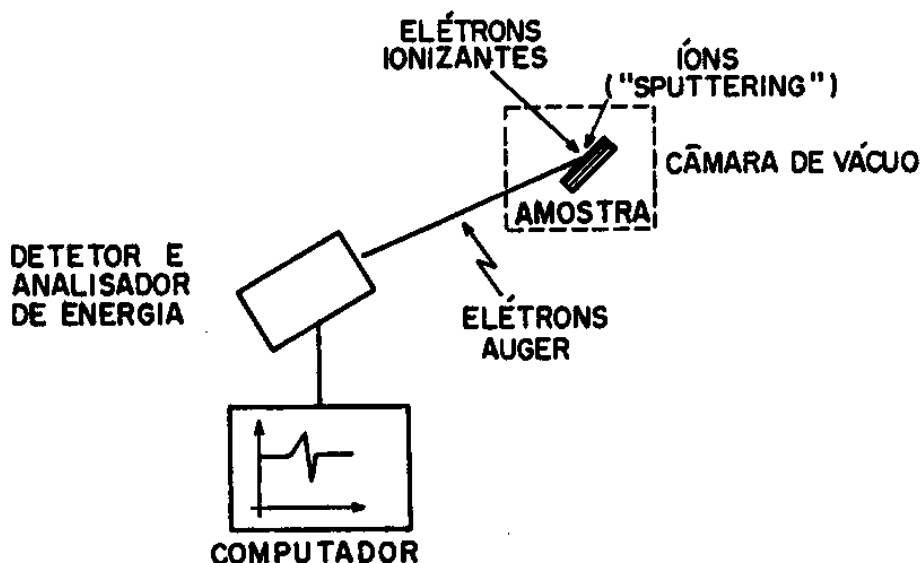 ELÉTRONS
IONIZANTES
ÍONS
("SPUTTERING")
CÂMARA DE VÁCUO
AMOSTRA
DETETOR E
ANALISADOR
DE ENERGIA
ELÉTRONS
AUGER
COMPUTADOR